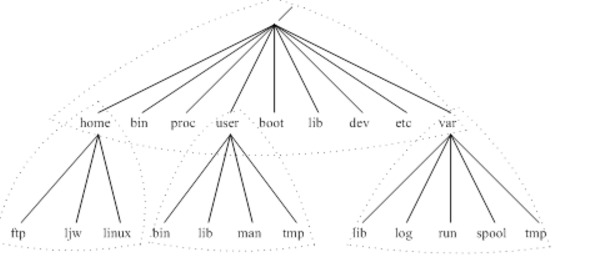 /
home bin proc user boot lib dev etc var
ftp ljw linux bin lib man tmp lib log run spool tmp